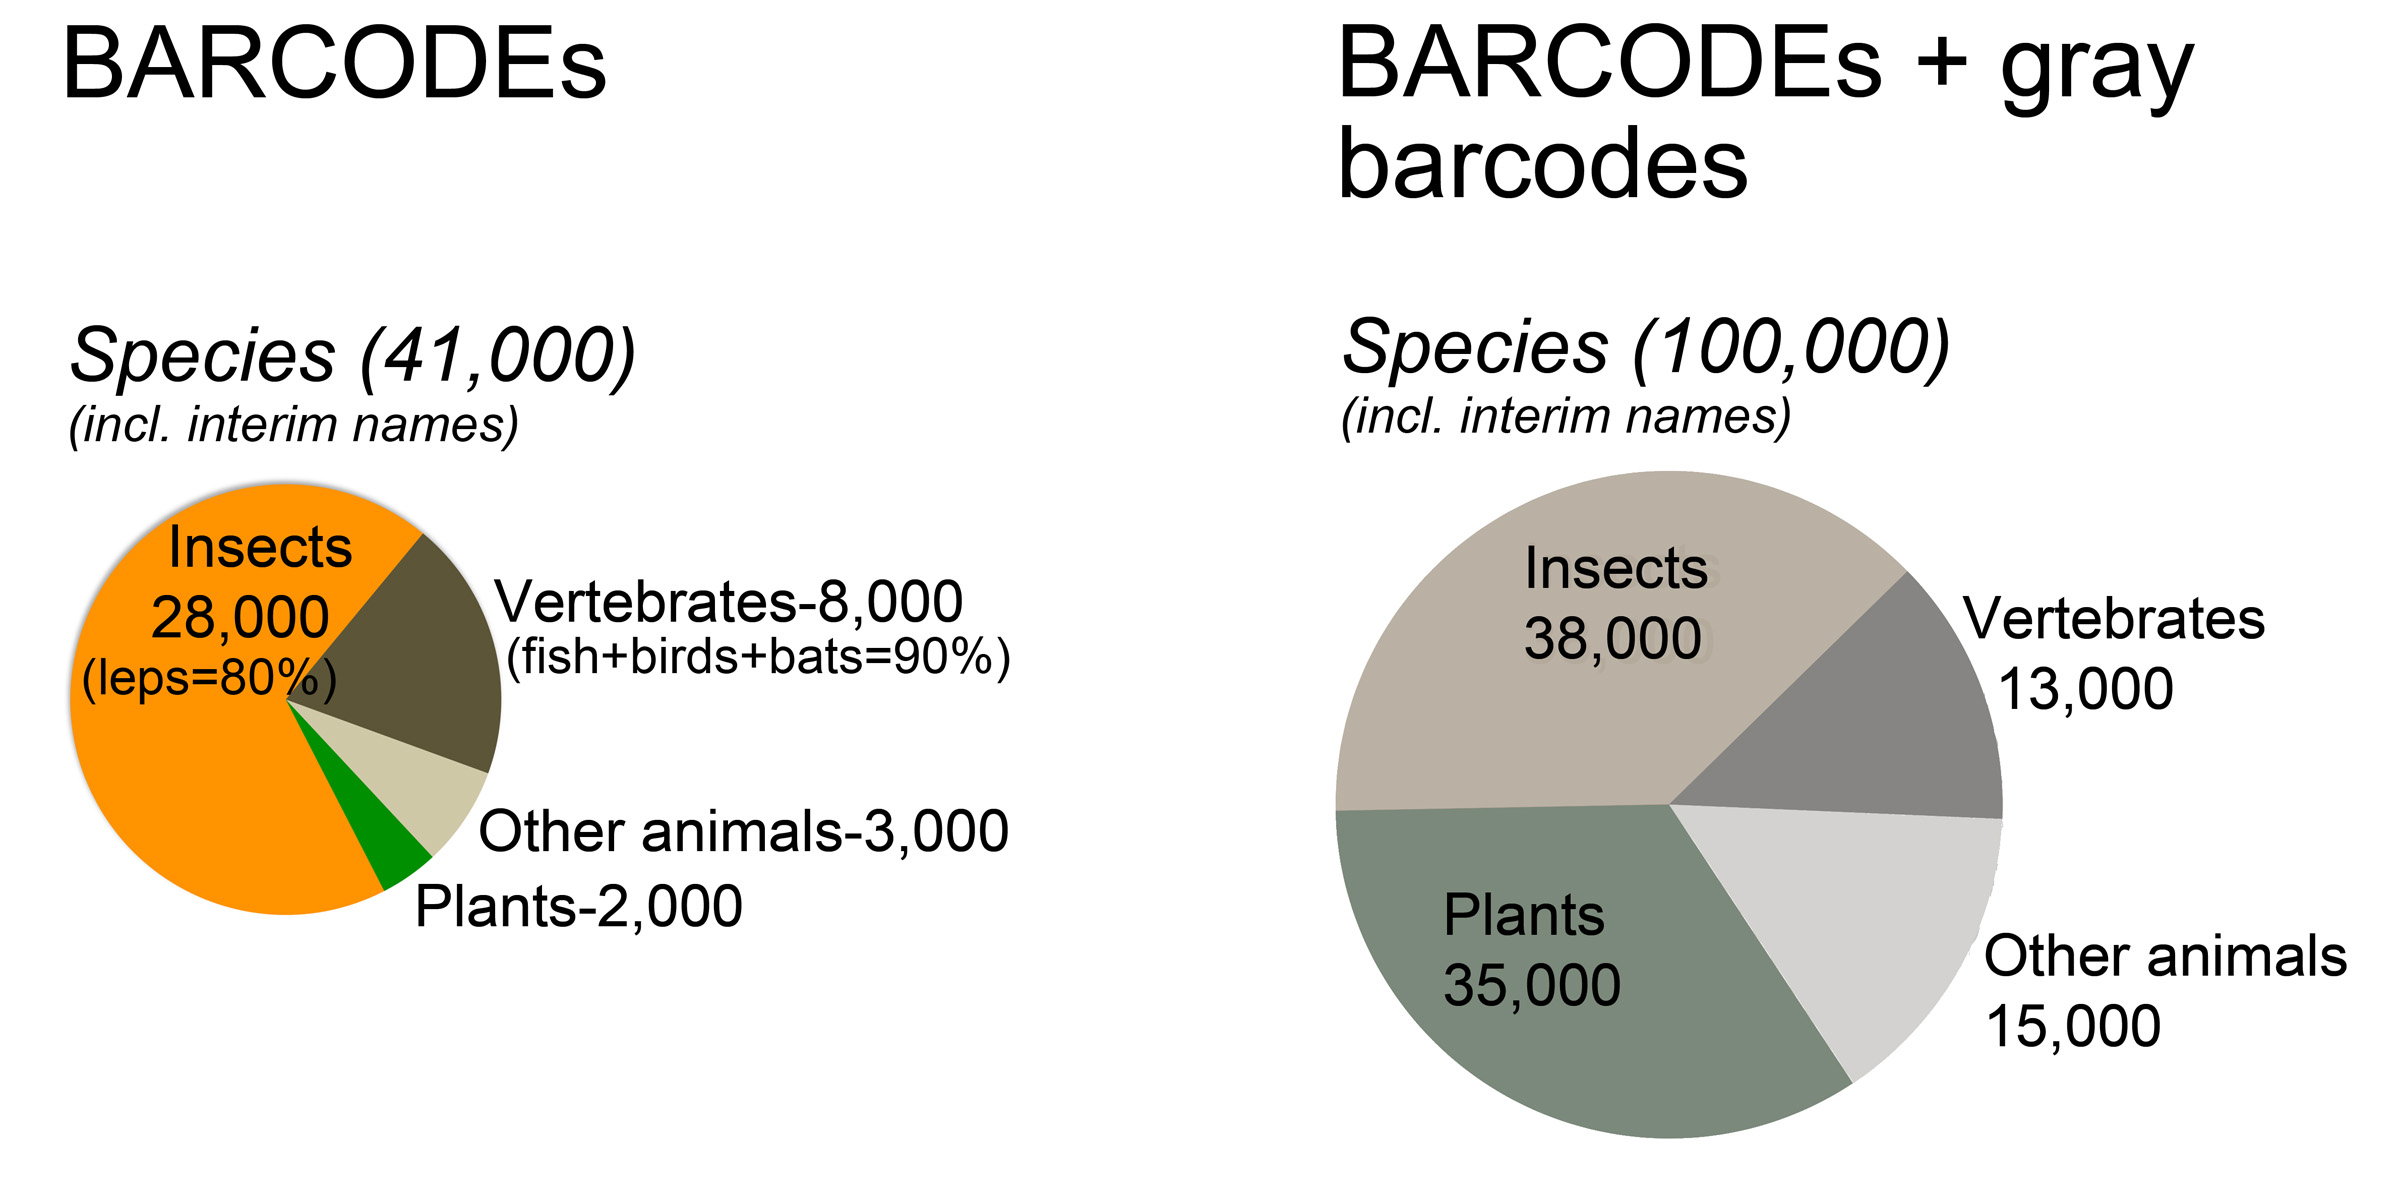 BARCODEs
Species (41,000)
(incl. interim names)
Insects
28,000
(leps=80%)
Vertebrates-8,000
(fish+birds+bats=90%)
Other animals-3,000
Plants-2,000
BARCODEs + gray
barcodes
Species (100,000)
(incl. interim names)
Insects
38,000
Vertebrates
13,000
Plants
35,000
Other animals
15,000